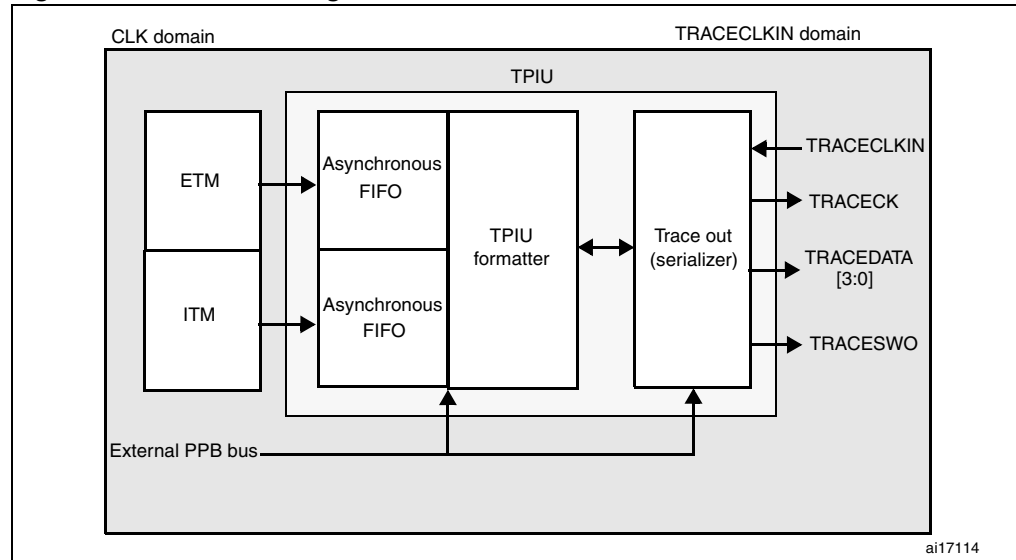 CLK domain
TRACECLKIN domain
TPIU
ETM
Asynchronous
FIFO
TPIU
formatter
Trace out
(serializer)
TRACECLKIN
TRACECK
TRACEDATA
[3:0]
TRACESWO
ITM
Asynchronous
FIFO
External PPB bus
ai17114